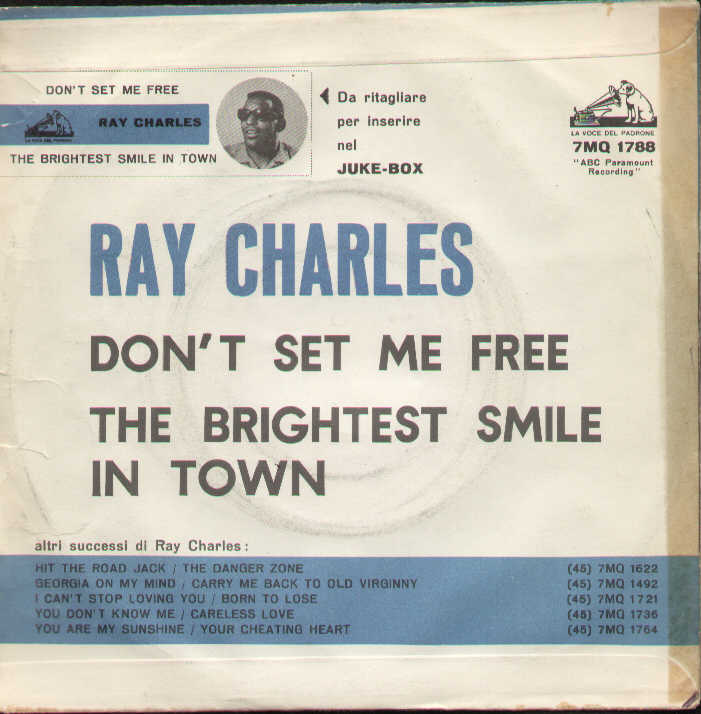 DON'T SET ME FREE
LA VOCE DEL PADRONE
RAY CHARLES
THE BRIGHTEST SMILE IN TOWN
Da ritagliare
per inserire
nel
JUKE-BOX
LA VOCE DEL PADRONE
7MQ 1788
"ABC Paramount
Recording"
RAY CHARLES
DON'T SET ME FREE
THE BRIGHTEST SMILE
IN TOWN
altri successi di Ray Charles:
HIT THE ROAD JACK / THE DANGER ZONE (45) 7MQ 1622
GEORGIA ON MY MIND / CARRY ME BACK TO OLD VIRGINNY (45) 7MQ 1492
I CAN'T STOP LOVING YOU / BORN TO LOSE (45) 7MQ 1721
YOU DON'T KNOW ME / CARELESS LOVE (45) 7MQ 1736
YOU ARE MY SUNSHINE / YOUR CHEATING HEART (45) 7MQ 1764